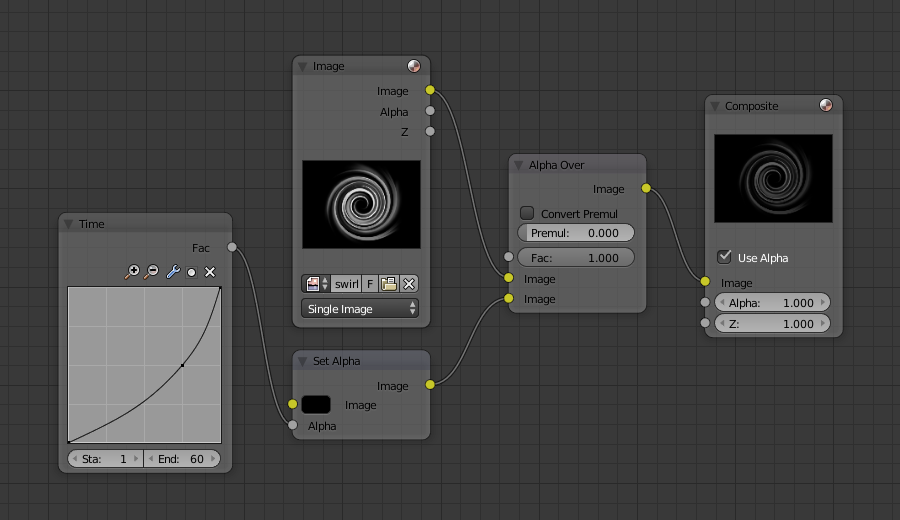 Time
Fac
Sta: 1
End: 60
Image
Image
Alpha
Z
swirl
F
Single Image
Set Alpha
Image
Image
Alpha
Alpha Over
Image
Convert Premul
Premul: 0.000
Fac: 1.000
Image
Image
Composite
Use Alpha
Image
Alpha: 1.000
Z: 1.000